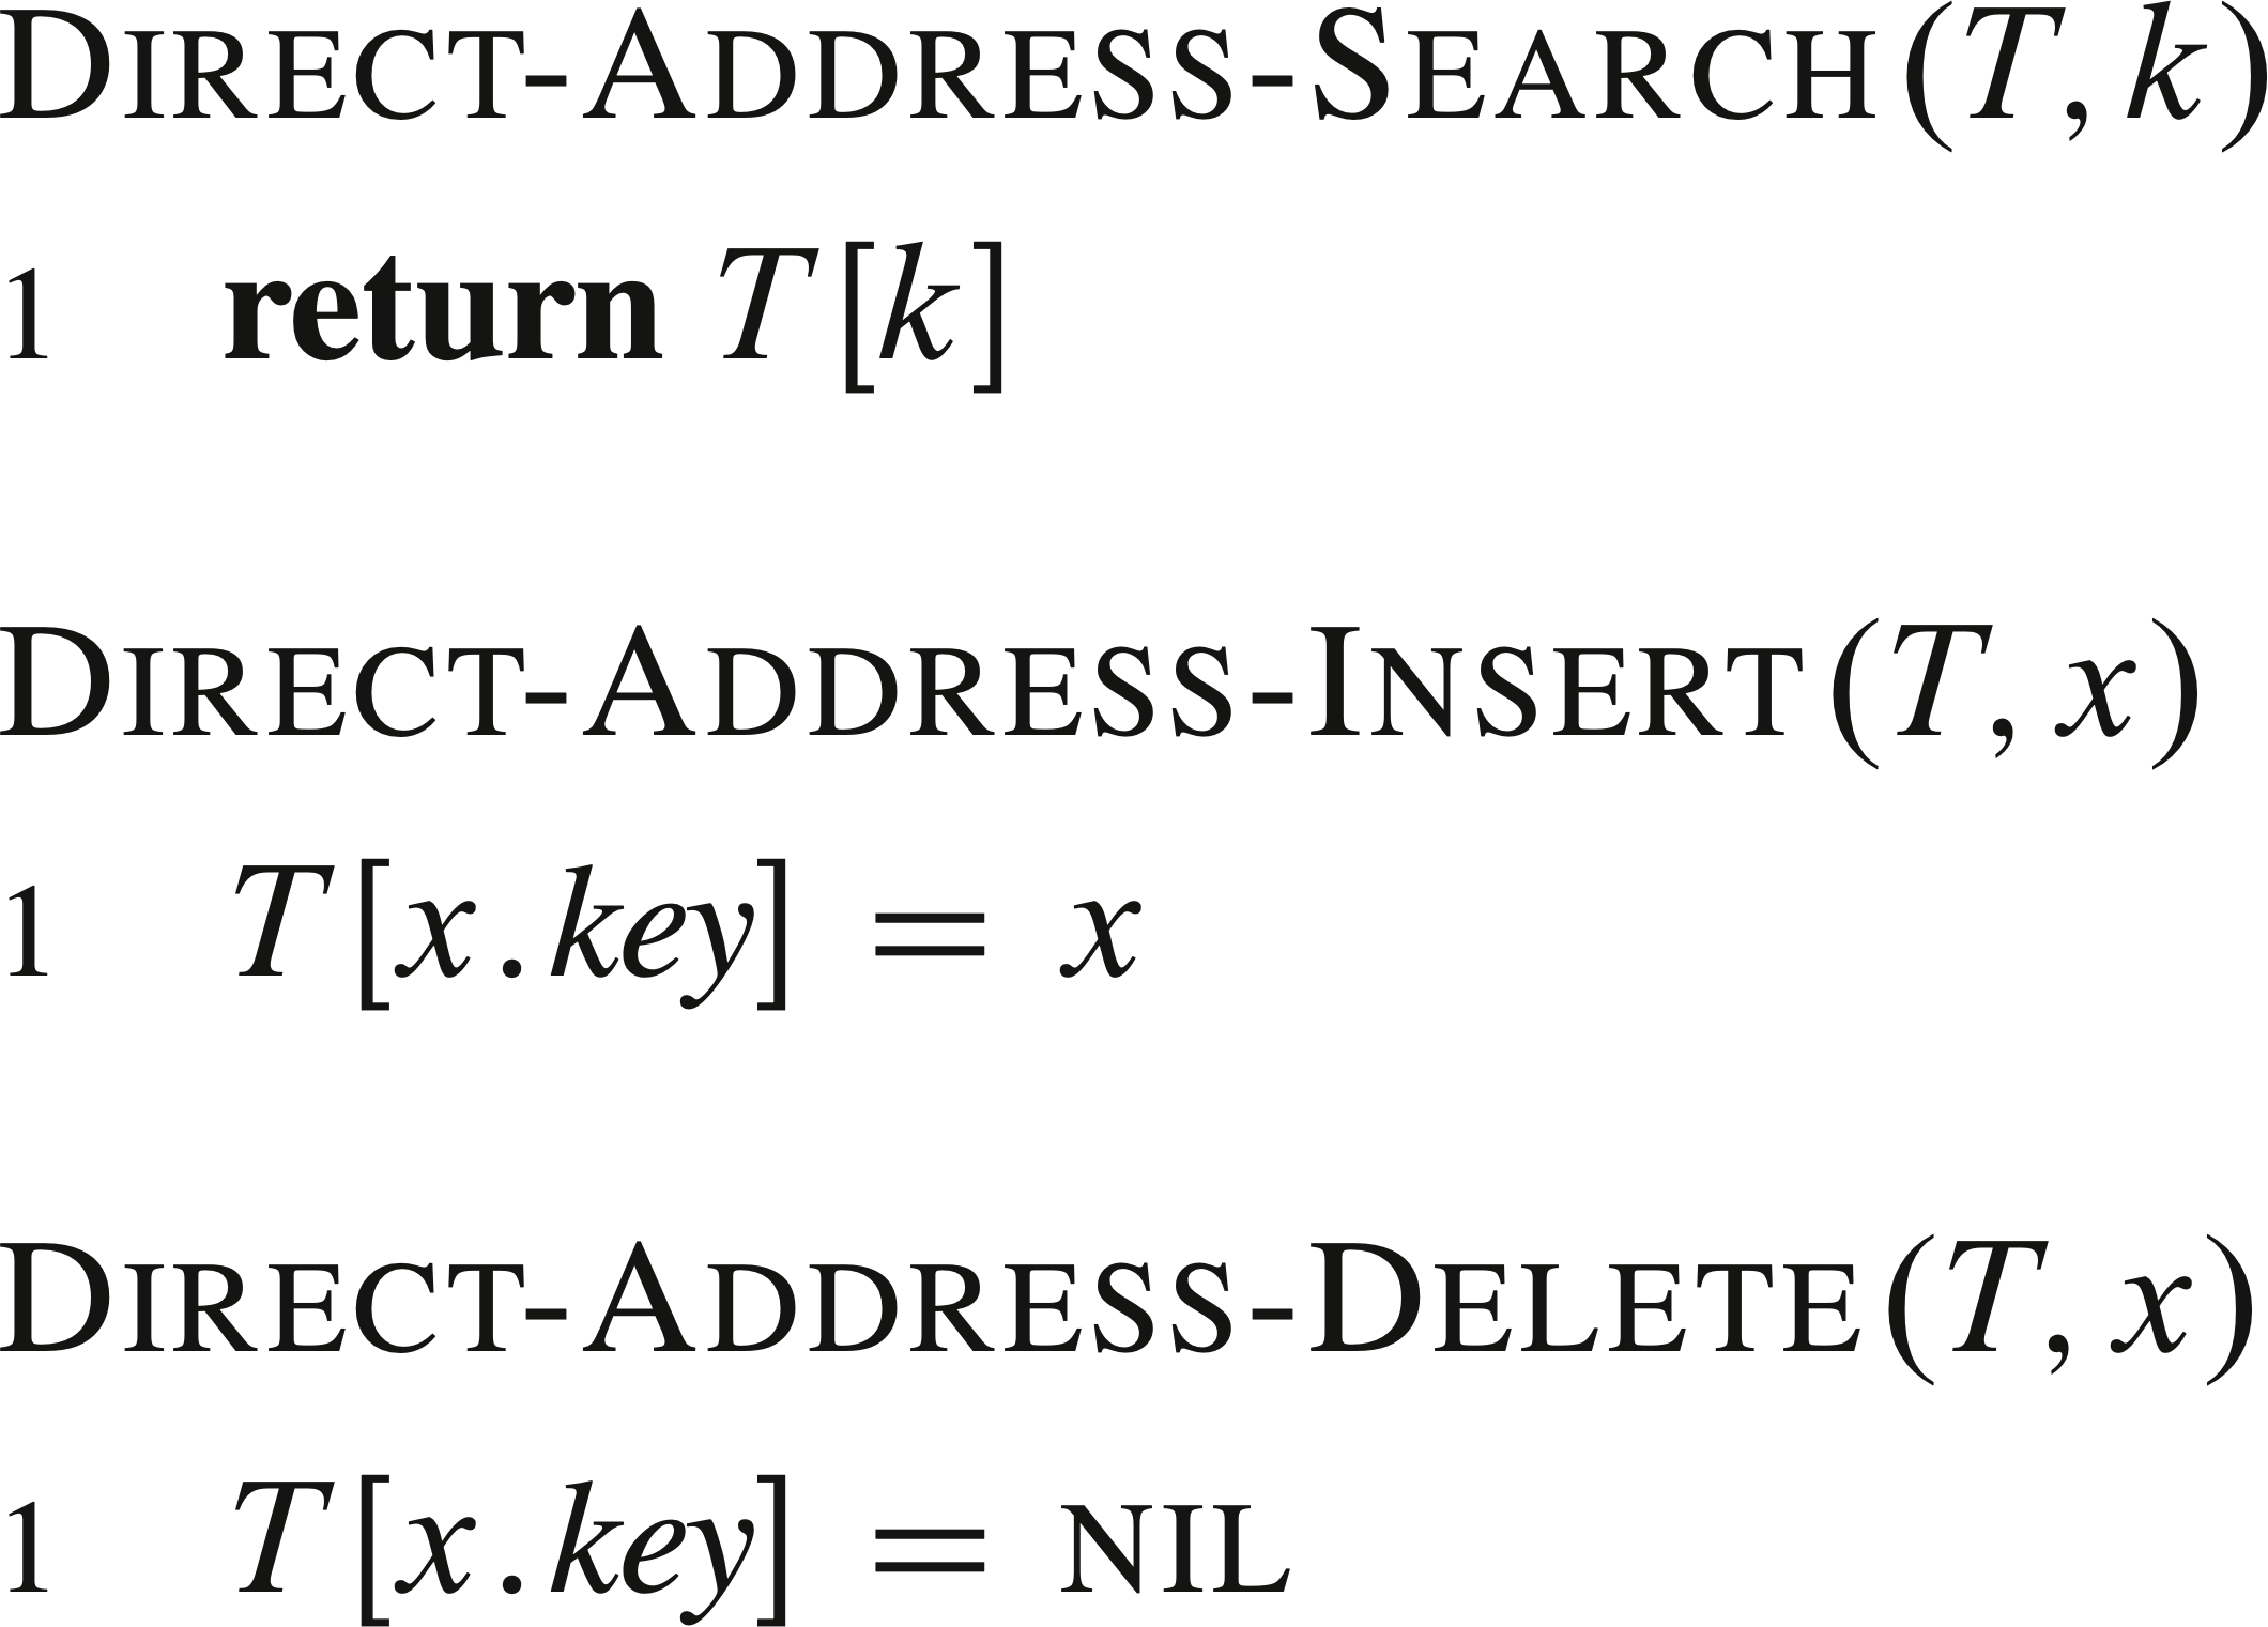 DIRECT-ADDRESS-SEARCH(T, k)
1 return T[k]
DIRECT-ADDRESS-INSERT(T, x)
1 T[x.key] = x
DIRECT-ADDRESS-DELETE(T, x)
1 T[x.key] = NIL